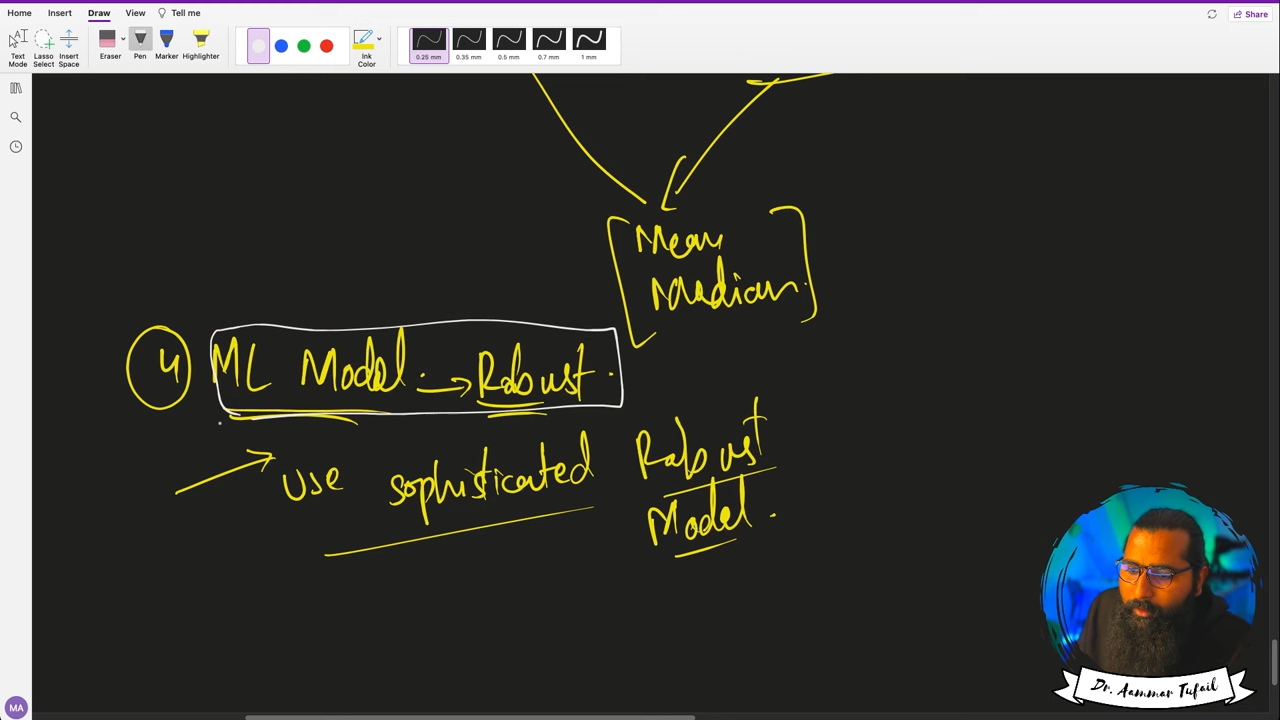 Home Insert Draw View Tell me
Share
Text Mode
Lasso Select
Insert Space
Eraser
Pen
Marker
Highlighter
Ink Color
0.25 mm
0.35 mm
0.5 mm
0.7 mm
1 mm
Mean
Median
4 ML Model → Robust.
→ Use sophisticated Robust
Model.
MA
Dr. Aammar Tufail